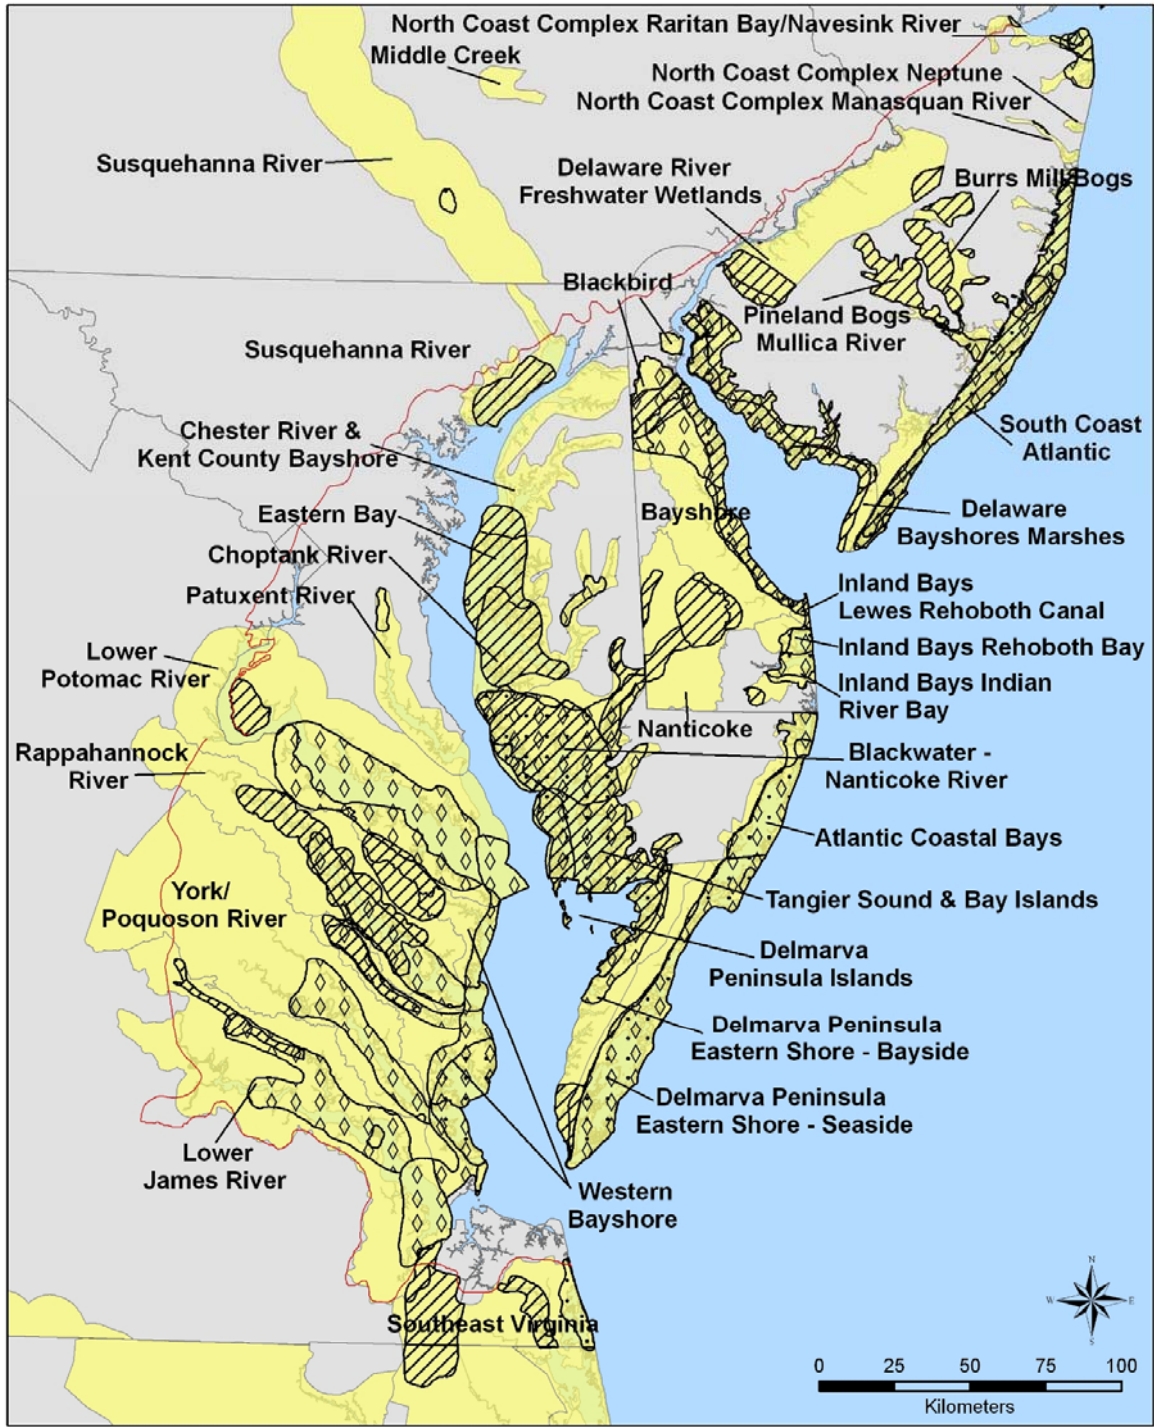 North Coast Complex Raritan Bay/Navesink River
Middle Creek
North Coast Complex Neptune
North Coast Complex Manasquan River
Susquehanna River
Delaware River
Freshwater Wetlands
Burrs Mill Bogs
Blackbird
Pineland Bogs
Mullica River
Susquehanna River
South Coast
Atlantic
Chester River &
Kent County Bayshore
Eastern Bay
Bayshore
Delaware
Bayshores Marshes
Choptank River
Patuxent River
Inland Bays
Lewes Rehoboth Canal
Inland Bays Rehoboth Bay
Lower
Potomac River
Inland Bays Indian
River Bay
Nanticoke
Rappahannock
River
Blackwater -
Nanticoke River
Atlantic Coastal Bays
York/
Poquoson River
Tangier Sound & Bay Islands
Delmarva
Peninsula Islands
Delmarva Peninsula
Eastern Shore - Bayside
Delmarva Peninsula
Eastern Shore - Seaside
Lower
James River
Western
Bayshore
Southeast Virginia
N
W
E
S
0 25 50 75 100
Kilometers